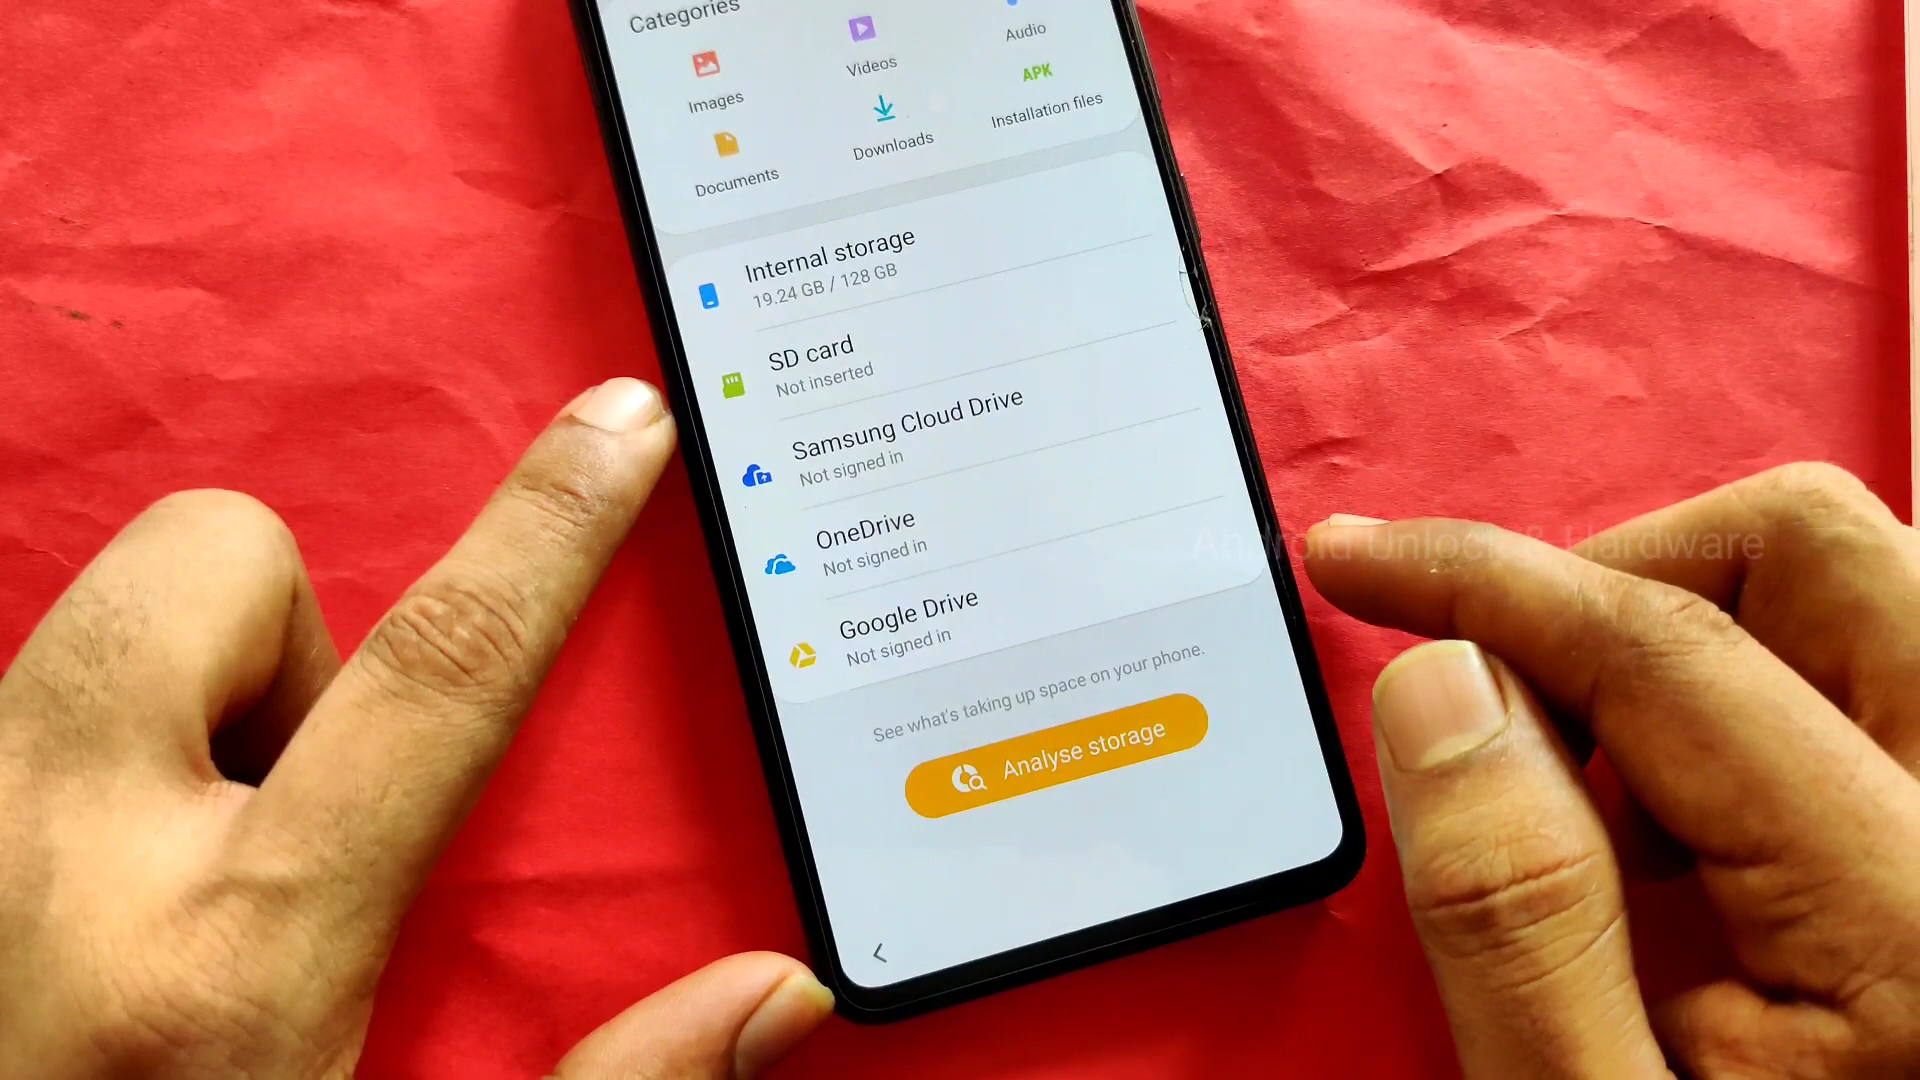 Categories
Images
Videos
Audio
Documents
Downloads
APK
Installation files
Internal storage
19.24 GB / 128 GB
SD card
Not inserted
Samsung Cloud Drive
Not signed in
OneDrive
Not signed in
Google Drive
Not signed in
See what's taking up space on your phone.
Analyse storage
Android Unlock & Hardware